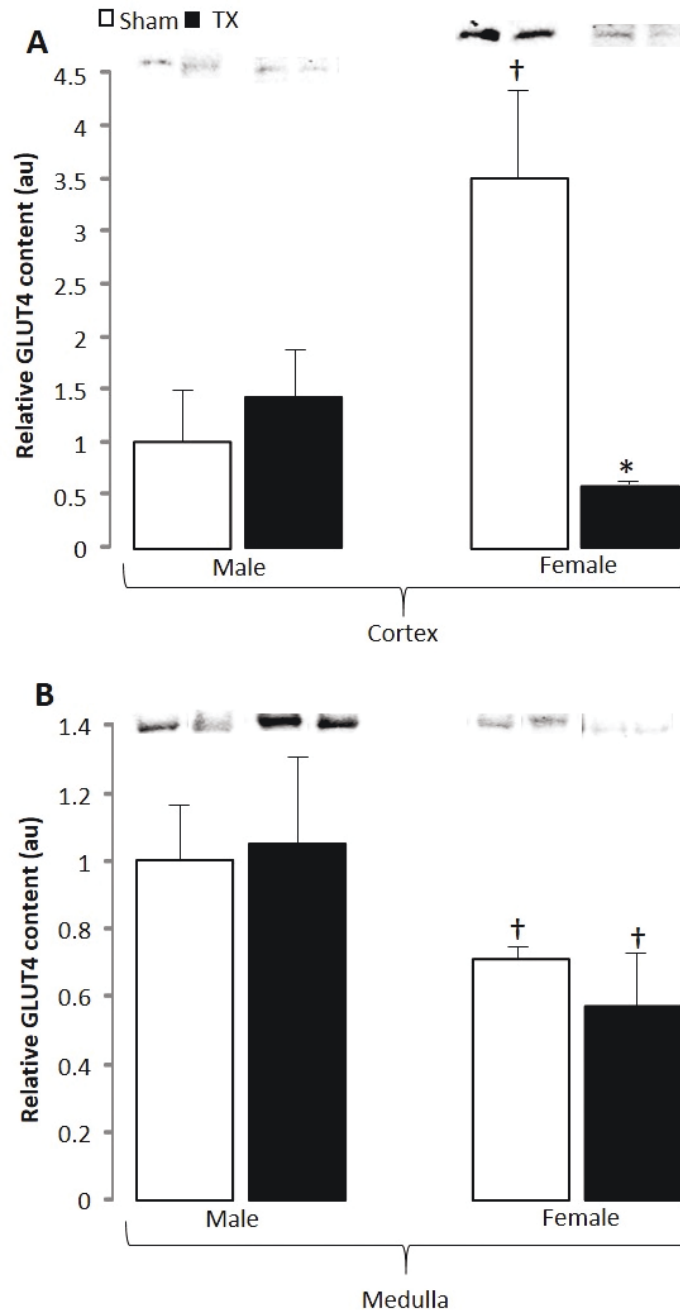 A
Sham TX
Relative GLUT4 content (au)
4.5
4
3.5
3
2.5
2
1.5
1
0.5
0
†
*
Male
Female
Cortex
B
Relative GLUT4 content (au)
1.4
1.2
1
0.8
0.6
0.4
0.2
0
†
†
Male
Female
Medulla